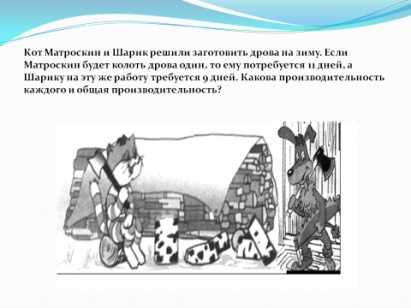 Кот Матроскин и Шарик решили заготовить дрова на зиму. Если
Матроскин будет колоть дрова один, то ему потребуется 11 дней, а
Шарику на эту же работу требуется 9 дней. Какова производительность
каждого и общая производительность?